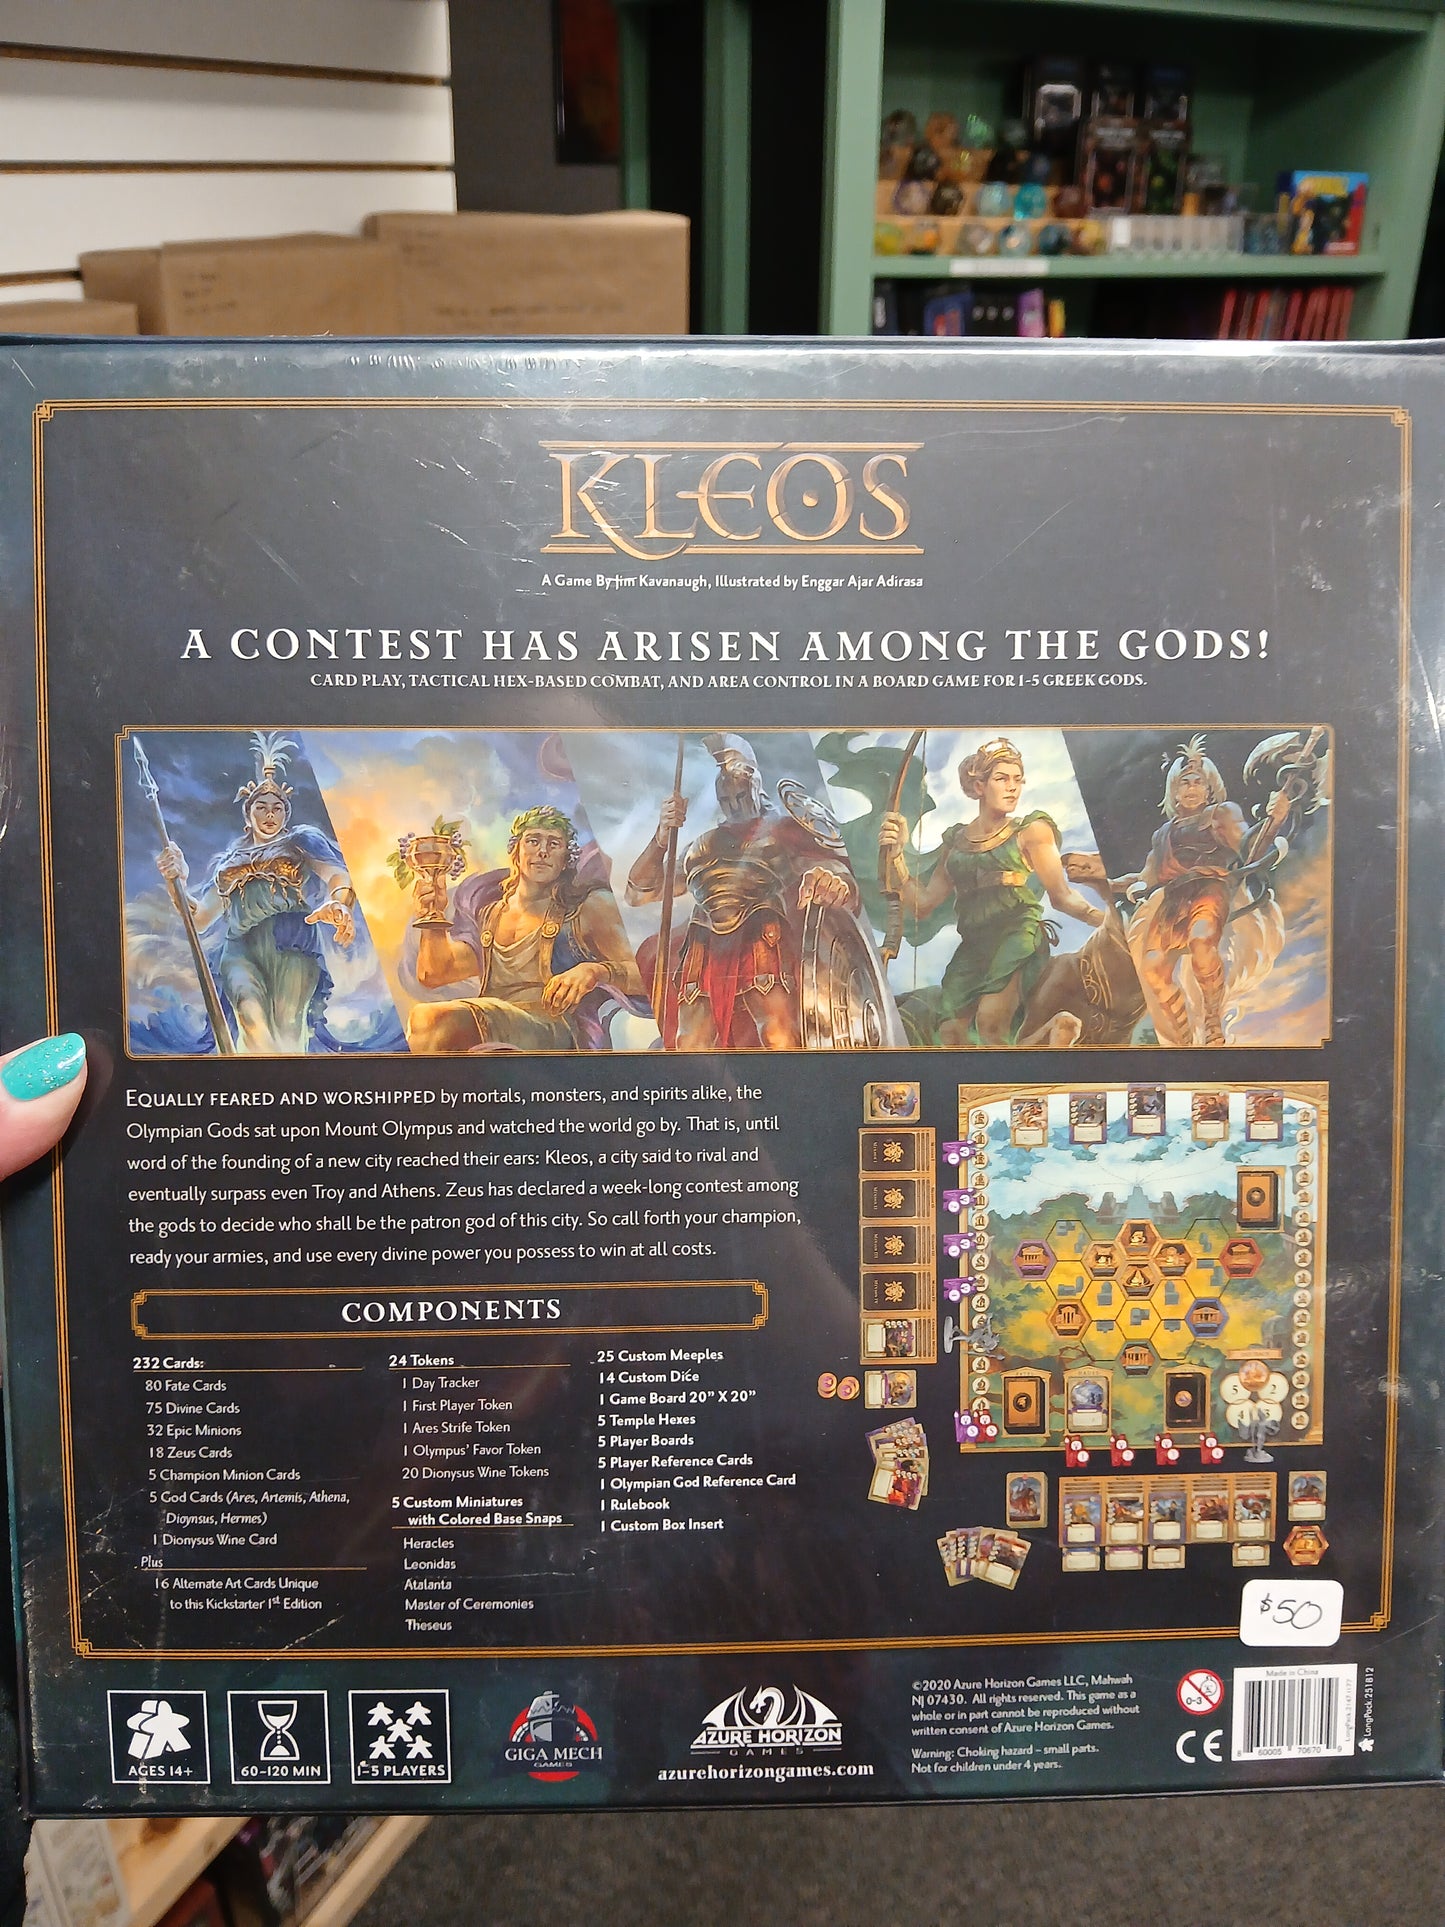 KLEOS
A Game By Jim Kavanaugh, Illustrated by Enggar Ajar Adirasa
A CONTEST HAS ARISEN AMONG THE GODS!
CARD PLAY, TACTICAL HEX-BASED COMBAT, AND AREA CONTROL IN A BOARD GAME FOR 1-5 GREEK GODS.
EQUALLY FEARED AND WORSHIPPED by mortals, monsters, and spirits alike, the
Olympian Gods sat upon Mount Olympus and watched the world go by. That is, until
word of the founding of a new city reached their ears: Kleos, a city said to rival and
eventually surpass even Troy and Athens. Zeus has declared a week-long contest among
the gods to decide who shall be the patron god of this city. So call forth your champion,
ready your armies, and use every divine power you possess to win at all costs.
COMPONENTS
232 Cards:
80 Fate Cards
75 Divine Cards
32 Epic Minions
18 Zeus Cards
5 Champion Minion Cards
5 God Cards (Ares, Artemis, Athena,
Dioynsus, Hermes)
1 Dionysus Wine Card
Plus
16 Alternate Art Cards Unique
to this Kickstarter 1st Edition
24 Tokens
1 Day Tracker
1 First Player Token
1 Ares Strife Token
1 Olympus' Favor Token
20 Dionysus Wine Tokens
5 Custom Miniatures
with Colored Base Snaps
Heracles
Leonidas
Atalanta
Master of Ceremonies
Theseus
25 Custom Meeples
14 Custom Dice
1 Game Board 20" X 20"
5 Temple Hexes
5 Player Boards
5 Player Reference Cards
1 Olympian God Reference Card
1 Rulebook
1 Custom Box Insert
$50
AGES 14+
60-120 MIN
1-5 PLAYERS
GIGA MECH
GAMES
AZURE HORIZON
GAMES
azurehorizongames.com
©2020 Azure Horizon Games LLC, Mahwah
NJ 07430. All rights reserved. This game as a
whole or in part cannot be reproduced without
written consent of Azure Horizon Games.
Warning: Choking hazard – small parts.
Not for children under 4 years.
0-3
CE
Made in China
8 60005 70670 9
LongPack:251812